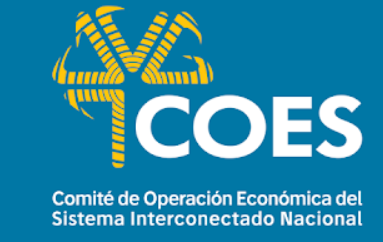 COES
Comité de Operación Económica del
Sistema Interconectado Nacional